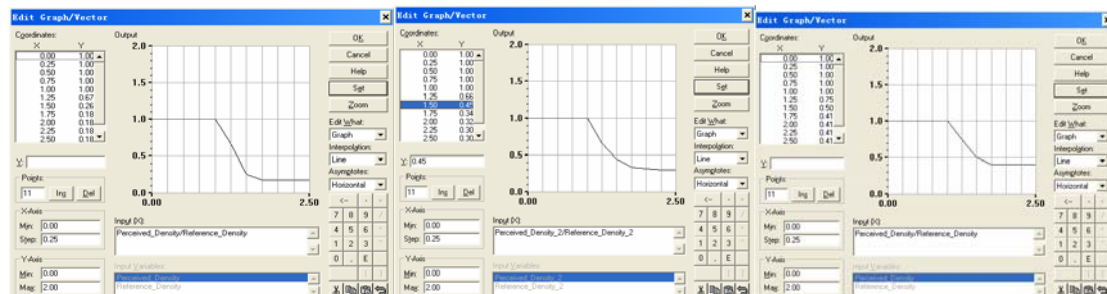 Edit Graph/Vector
Coordinates:
X Y
0.00 1.00
0.25 1.00
0.50 1.00
0.75 1.00
1.00 1.00
1.25 0.67
1.50 0.26
1.75 0.18
2.00 0.18
2.25 0.18
2.50 0.18
Y:
Points:
11 Ins Del
X-Axis
Min: 0.00
Step: 0.25
Y-Axis
Min: 0.00
Max: 2.00
Output
2.0
1.5
1.0
0.5
0.0
0.00 2.50
Input (X):
Perceived_Density/Reference_Density
Input Variables:
Perceived_Density
Reference_Density
OK
Cancel
Help
Set
Zoom
Edit What:
Graph
Interpolation:
Line
Asymptotes:
Horizontal
<-
7 8 9 /
4 5 6
1 2 3
0 . E
Edit Graph/Vector
Coordinates:
X Y
0.00 1.00
0.25 1.00
0.50 1.00
0.75 1.00
1.00 1.00
1.25 0.66
1.50 0.45
1.75 0.34
2.00 0.32
2.25 0.30
2.50 0.30
Y: 0.45
Points:
11 Ins Del
X-Axis
Min: 0.00
Step: 0.25
Y-Axis
Min: 0.00
Max: 2.00
Output
2.0
1.5
1.0
0.5
0.0
0.00 2.50
Input (X):
Perceived_Density_2/Reference_Density_2
Input Variables:
Perceived_Density_2
Reference_Density_2
OK
Cancel
Help
Set
Zoom
Edit What:
Graph
Interpolation:
Line
Asymptotes:
Horizontal
<-
7 8 9 /
4 5 6
1 2 3
0 . E
Edit Graph/Vector
Coordinates:
X Y
0.00 1.00
0.25 1.00
0.50 1.00
0.75 1.00
1.00 1.00
1.25 0.75
1.50 0.50
1.75 0.41
2.00 0.41
2.25 0.41
2.50 0.41
Y:
Points:
11 Ins Del
X-Axis
Min: 0.00
Step: 0.25
Y-Axis
Min: 0.00
Max: 2.00
Output
2.0
1.5
1.0
0.5
0.0
0.00 2.50
Input (X):
Perceived_Density/Reference_Density
Input Variables:
Perceived_Density
Reference_Density
OK
Cancel
Help
Set
Zoom
Edit What:
Graph
Interpolation:
Line
Asymptotes:
Horizontal
<-
7 8 9 /
4 5 6
1 2 3
0 . E